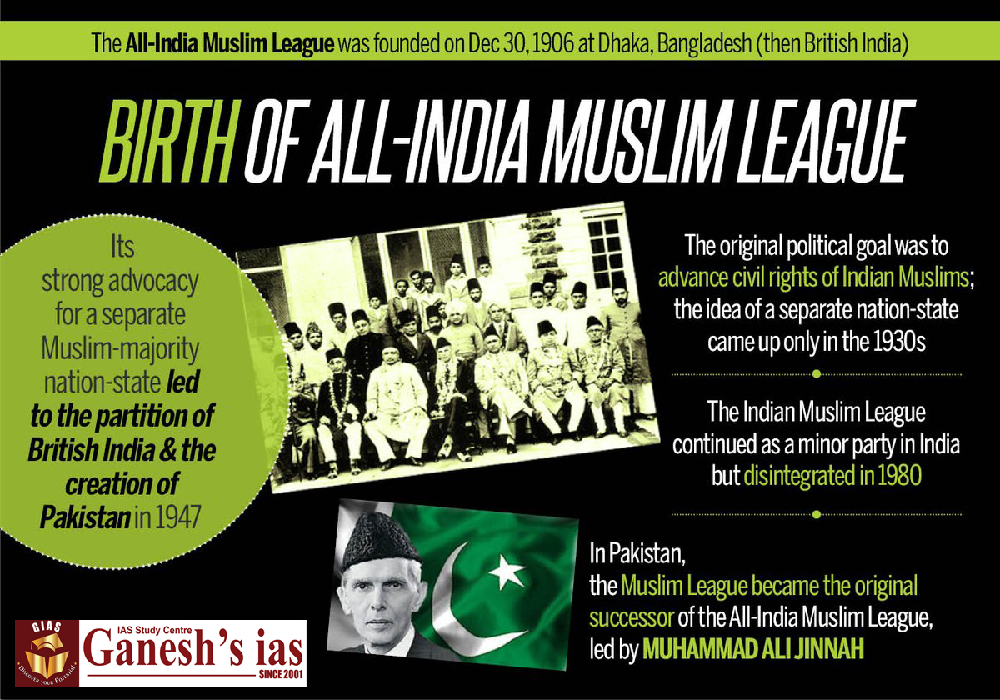 The All-India Muslim League was founded on Dec 30, 1906 at Dhaka, Bangladesh (then British India)
BIRTH OF ALL-INDIA MUSLIM LEAGUE
Its
strong advocacy
for a separate
Muslim-majority
nation-state led
to the partition of
British India & the
creation of
Pakistan in 1947
The original political goal was to
advance civil rights of Indian Muslims;
the idea of a separate nation-state
came up only in the 1930s
The Indian Muslim League
continued as a minor party in India
but disintegrated in 1980
In Pakistan,
the Muslim League became the original
successor of the All-India Muslim League,
led by MUHAMMAD ALI JINNAH
GIAS
DISCOVER YOUR POTENTIAL
IAS Study Centre
Ganesh's ias
SINCE 2001